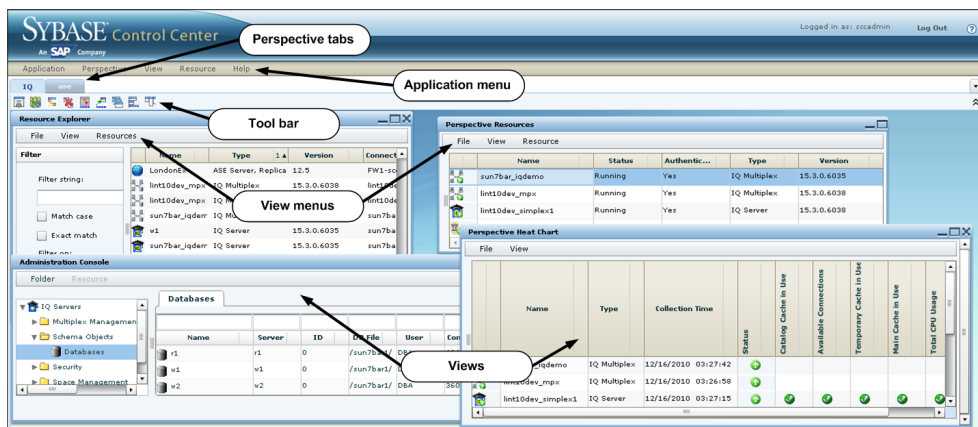 SYBASE Control Center
An SAP Company
Logged in as: sccadmin Log Out
Perspective tabs
Application Perspective View Resource Help
Application menu
IQ ase
Tool bar
Resource Explorer
File View Resources
Filter
Filter string:
Match case
Exact match
Filter on:
Name Type 1 Version Connect
ASE Server, Replica 12.5
lint10dev_mpx IQ Multiplex 15.3.0.6038
lint10dev_mpx
sun7bar_iqdem
w1 IQ Server 15.3.0.6035 sun7ba
sun7bar_iqdem IQ Server 15.3.0.6035 sun7ba
View menus
Perspective Resources
File View Resource
Name Status Authentic... Type Version
sun7bar_iqdemo Running Yes IQ Multiplex 15.3.0.6035
lint10dev_mpx Running Yes IQ Multiplex 15.3.0.6038
lint10dev_simplex1 Running Yes IQ Server 15.3.0.6038
Administration Console
Folder Resource
IQ Servers
Multiplex Managemen
Schema Objects
Databases
Security
Space Management
Databases
Name Server ID DB File User Con
r1 r1 0 /sun7bar1/ DBA
w1 w1 0 /sun7bar1/
w2 w2 0 /sun7bar1/ DBA 360
Views
Perspective Heat Chart
File View
Name Type Collection Time Status Catalog Cache in Use Available Connections Temporary Cache in Use Main Cache in Use Total CPU Usage
_iqdemo IQ Multiplex 12/16/2010 03:27:42
lint10dev_mpx IQ Multiplex 12/16/2010 03:26:58
lint10dev_simplex1 IQ Server 12/16/2010 03:27:15